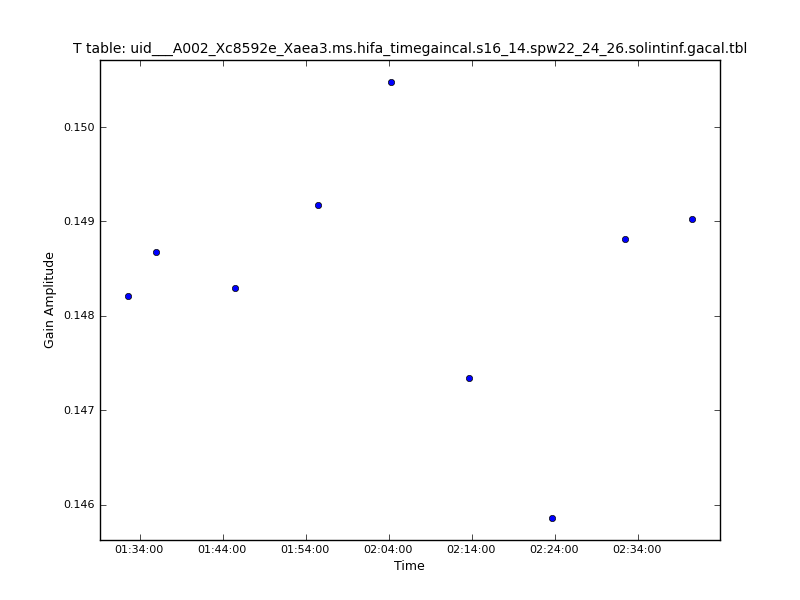 T table: uid___A002_Xc8592e_Xaea3.ms.hifa_timegaincal.s16_14.spw22_24_26.solintinf.gacal.tbl
0.150
0.149
0.148
0.147
0.146
Gain Amplitude
01:34:00 01:44:00 01:54:00 02:04:00 02:14:00 02:24:00 02:34:00
Time